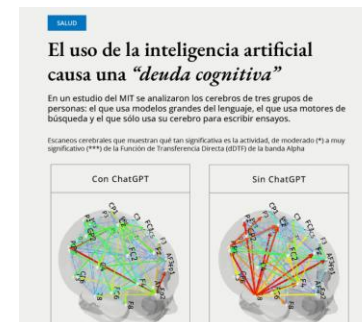 SALUD
El uso de la inteligencia artificial
causa una “deuda cognitiva”
En un estudio del MIT se analizaron los cerebros de tres grupos de
personas: el que usa modelos grandes del lenguaje, el que usa motores de
búsqueda y el que sólo usa su cerebro para escribir ensayos.
Escaneos cerebrales que muestran qué tan significativa es la actividad, de moderado (*) a muy
significativo (***) de la Función de Transferencia Directa (dDTF) de la banda Alpha
Con ChatGPT
Sin ChatGPT